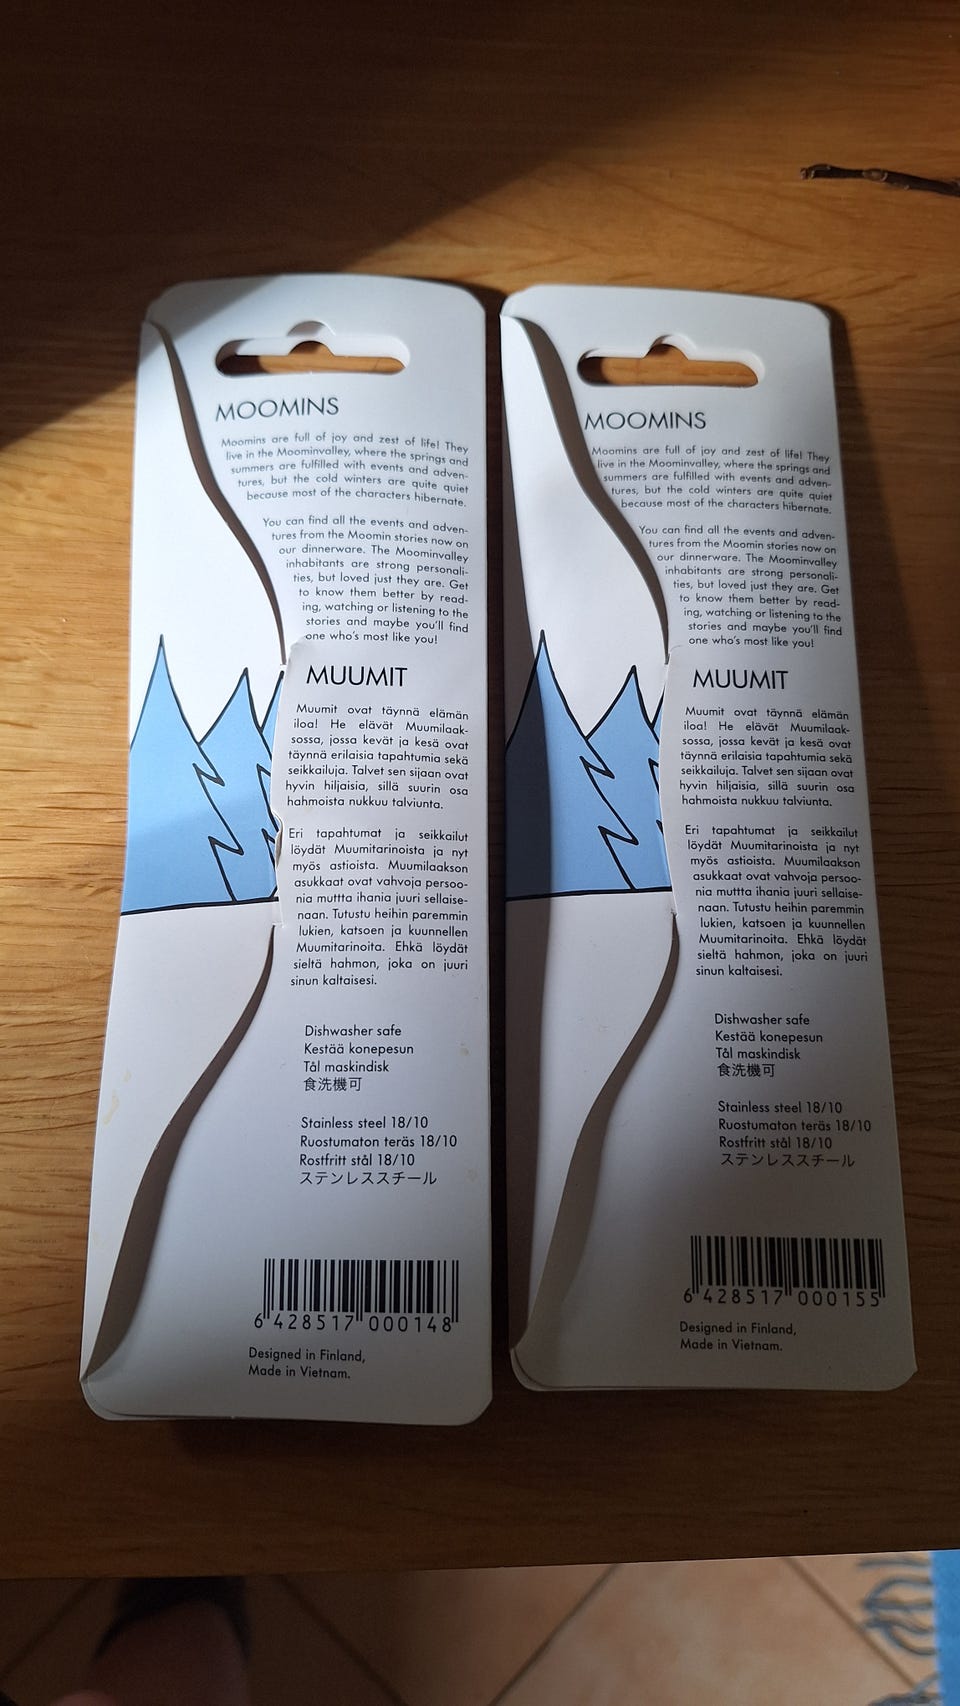 MOOMINS
Moomins are full of joy and zest of life! They
live in the Moominvalley, where the springs and
summers are fulfilled with events and adven-
tures, but the cold winters are quite quiet
because most of the characters hibernate.
You can find all the events and adven-
tures from the Moomin stories now on
our dinnerware. The Moominvalley
inhabitants are strong personali-
ties, but loved just they are. Get
to know them better by read-
ing, watching or listening to the
stories and maybe you'll find
one who's most like you!
MUUMIT
Muumit ovat täynnä elämän
iloa! He elävät Muumilaak-
sossa, jossa kevät ja kesä ovat
täynnä erilaisia tapahtumia sekä
seikkailuja. Talvet sen sijaan ovat
hyvin hiljaisia, sillä suurin osa
hahmoista nukkuu talviunta.
Eri tapahtumat ja seikkailut
löydät Muumitarinoista ja nyt
myös astioista. Muumilaakson
asukkaat ovat vahvoja persoo-
nia muttta ihania juuri sellaise-
naan. Tutustu heihin paremmin
lukien, katsoen ja kuunnellen
Muumitarinoita. Ehkä löydät
sieltä hahmon, joka on juuri
sinun kaltaisesi.
Dishwasher safe
Kestää konepesun
Tål maskindisk
食洗機可
Stainless steel 18/10
Ruostumaton teräs 18/10
Rostfritt stål 18/10
ステンレススチール
6 428517 000148
Designed in Finland,
Made in Vietnam.
MOOMINS
Moomins are full of joy and zest of life! They
live in the Moominvalley, where the springs and
summers are fulfilled with events and adven-
tures, but the cold winters are quite quiet
because most of the characters hibernate.
You can find all the events and adven-
tures from the Moomin stories now on
our dinnerware. The Moominvalley
inhabitants are strong personali-
ties, but loved just they are. Get
to know them better by read-
ing, watching or listening to the
stories and maybe you'll find
one who's most like you!
MUUMIT
Muumit ovat täynnä elämän
iloa! He elävät Muumilaak-
sossa, jossa kevät ja kesä ovat
täynnä erilaisia tapahtumia sekä
seikkailuja. Talvet sen sijaan ovat
hyvin hiljaisia, sillä suurin osa
hahmoista nukkuu talviunta.
Eri tapahtumat ja seikkailut
löydät Muumitarinoista ja nyt
myös astioista. Muumilaakson
asukkaat ovat vahvoja persoo-
nia muttta ihania juuri sellaise-
naan. Tutustu heihin paremmin
lukien, katsoen ja kuunnellen
Muumitarinoita. Ehkä löydät
sieltä hahmon, joka on juuri
sinun kaltaisesi.
Dishwasher safe
Kestää konepesun
Tål maskindisk
食洗機可
Stainless steel 18/10
Ruostumaton teräs 18/10
Rostfritt stål 18/10
ステンレススチール
6 428517 000155
Designed in Finland,
Made in Vietnam.